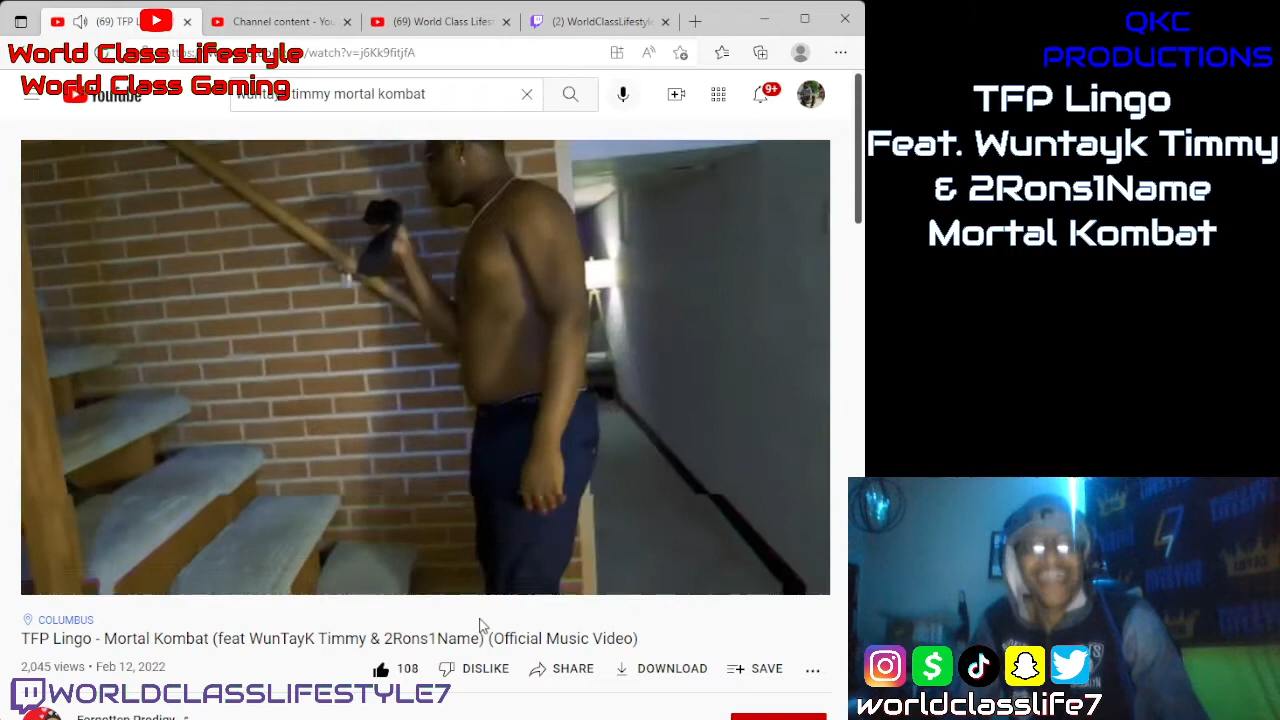 (69) TFP L
Channel content - You
(69) World Class Lifes
(2) WorldClassLifestyle
World Class Lifestyle
/watch?v=j6Kk9fitjfA
World Class Gaming
YouTube
timmy mortal kombat
9+
QKC
PRODUCTIONS
TFP Lingo
Feat. Wuntayk Timmy
& 2Rons1Name
Mortal Kombat
COLUMBUS
TFP Lingo - Mortal Kombat (feat WunTayK Timmy & 2Rons1Name) (Official Music Video)
2,045 views • Feb 12, 2022
108
DISLIKE
SHARE
DOWNLOAD
SAVE
WORLDCLASSLIFESTYLE7
Forgotten Prodigy
worldclasslife7